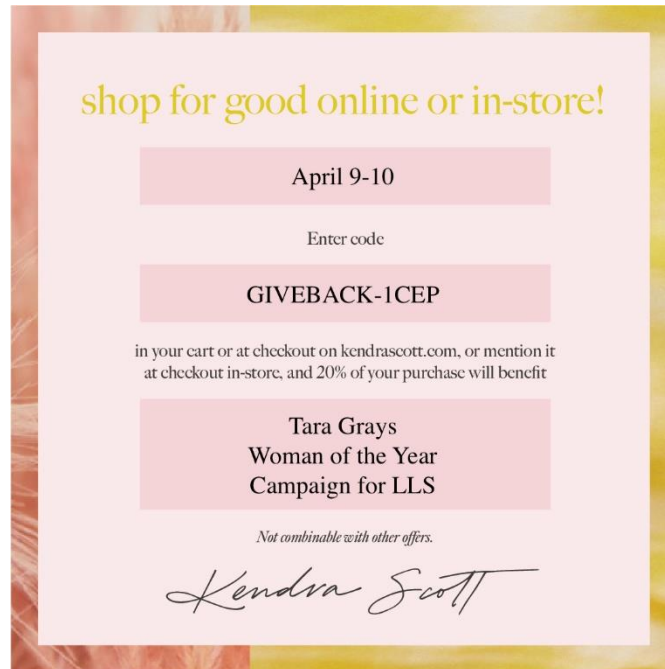 shop for good online or in-store!
April 9-10
Enter code
GIVEBACK-1CEP
in your cart or at checkout on kendrascott.com, or mention it
at checkout in-store, and 20% of your purchase will benefit
Tara Grays
Woman of the Year
Campaign for LLS
Not combinable with other offers.
Kendra Scott